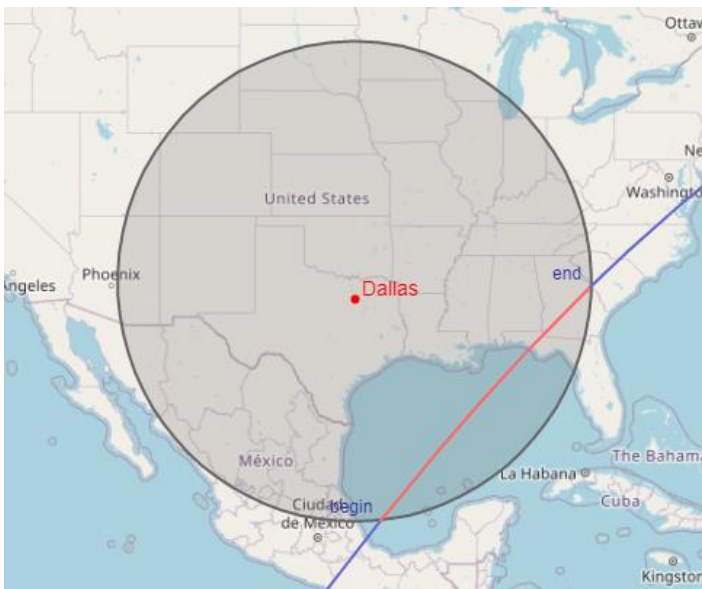 Ottaw
Ne
Washingto
United States
Phoenix
Angeles
end
Dallas
México
La Habana
The Bahama
Cuba
begin
Ciudad
de México
Kingston